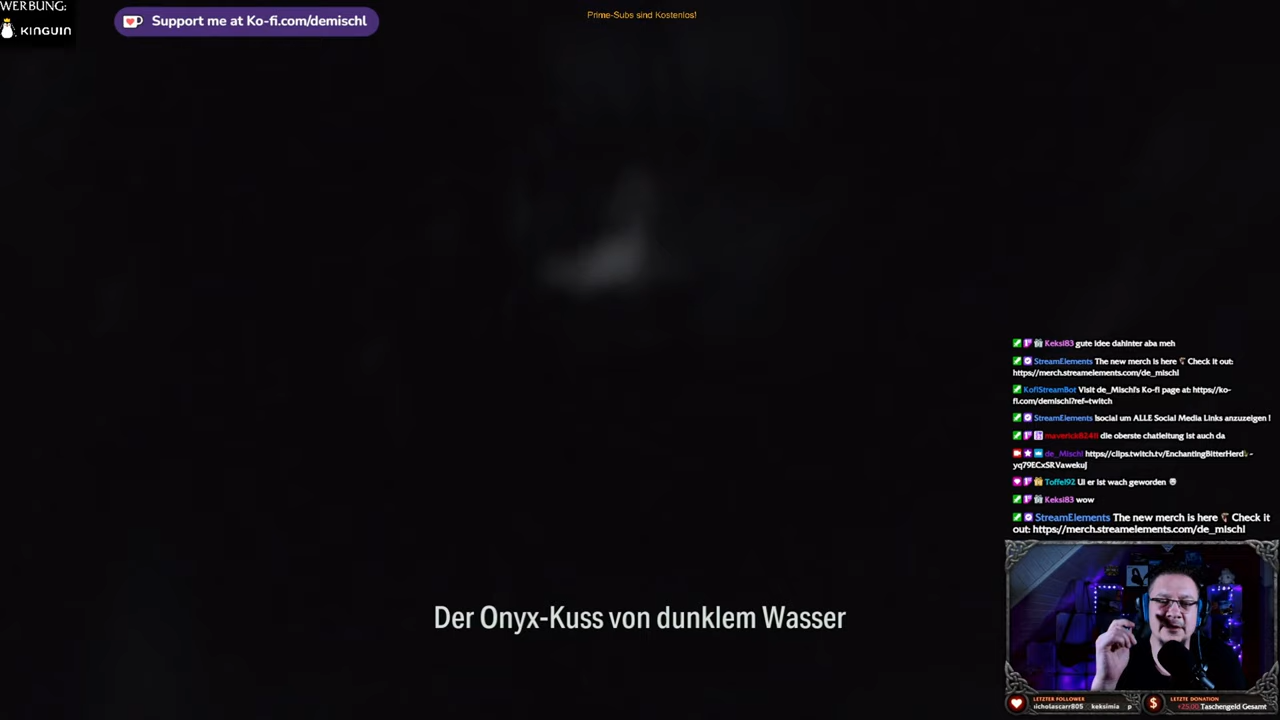 WERBUNG:
KINGUIN
Support me at Ko-fi.com/demischl
Prime-Subs sind Kostenlos!
Keksi83 gute idee dahinter aba meh
StreamElements The new merch is here Check it out:
https://merch.streamelements.com/de_mischl
KofiStreamBot Visit de_Mischl's Ko-fi page at: https://ko-
fi.com/demischl?ref=twitch
StreamElements !social um ALLE Social Media Links anzuzeigen !
maverick8248 die oberste chatleitung ist auch da
de_Mischl https://clips.twitch.tv/EnchantingBitterHerd-
yq79ECxSRVawekuJ
Toffel92 Ui er ist wach geworden
Keksi83 wow
StreamElements The new merch is here Check it
out: https://merch.streamelements.com/de_mischl
Der Onyx-Kuss von dunklem Wasser
LETZTER FOLLOWER
richolascarr805 keksimia p
LETZTE DONATION
Taschengeld Gesamt